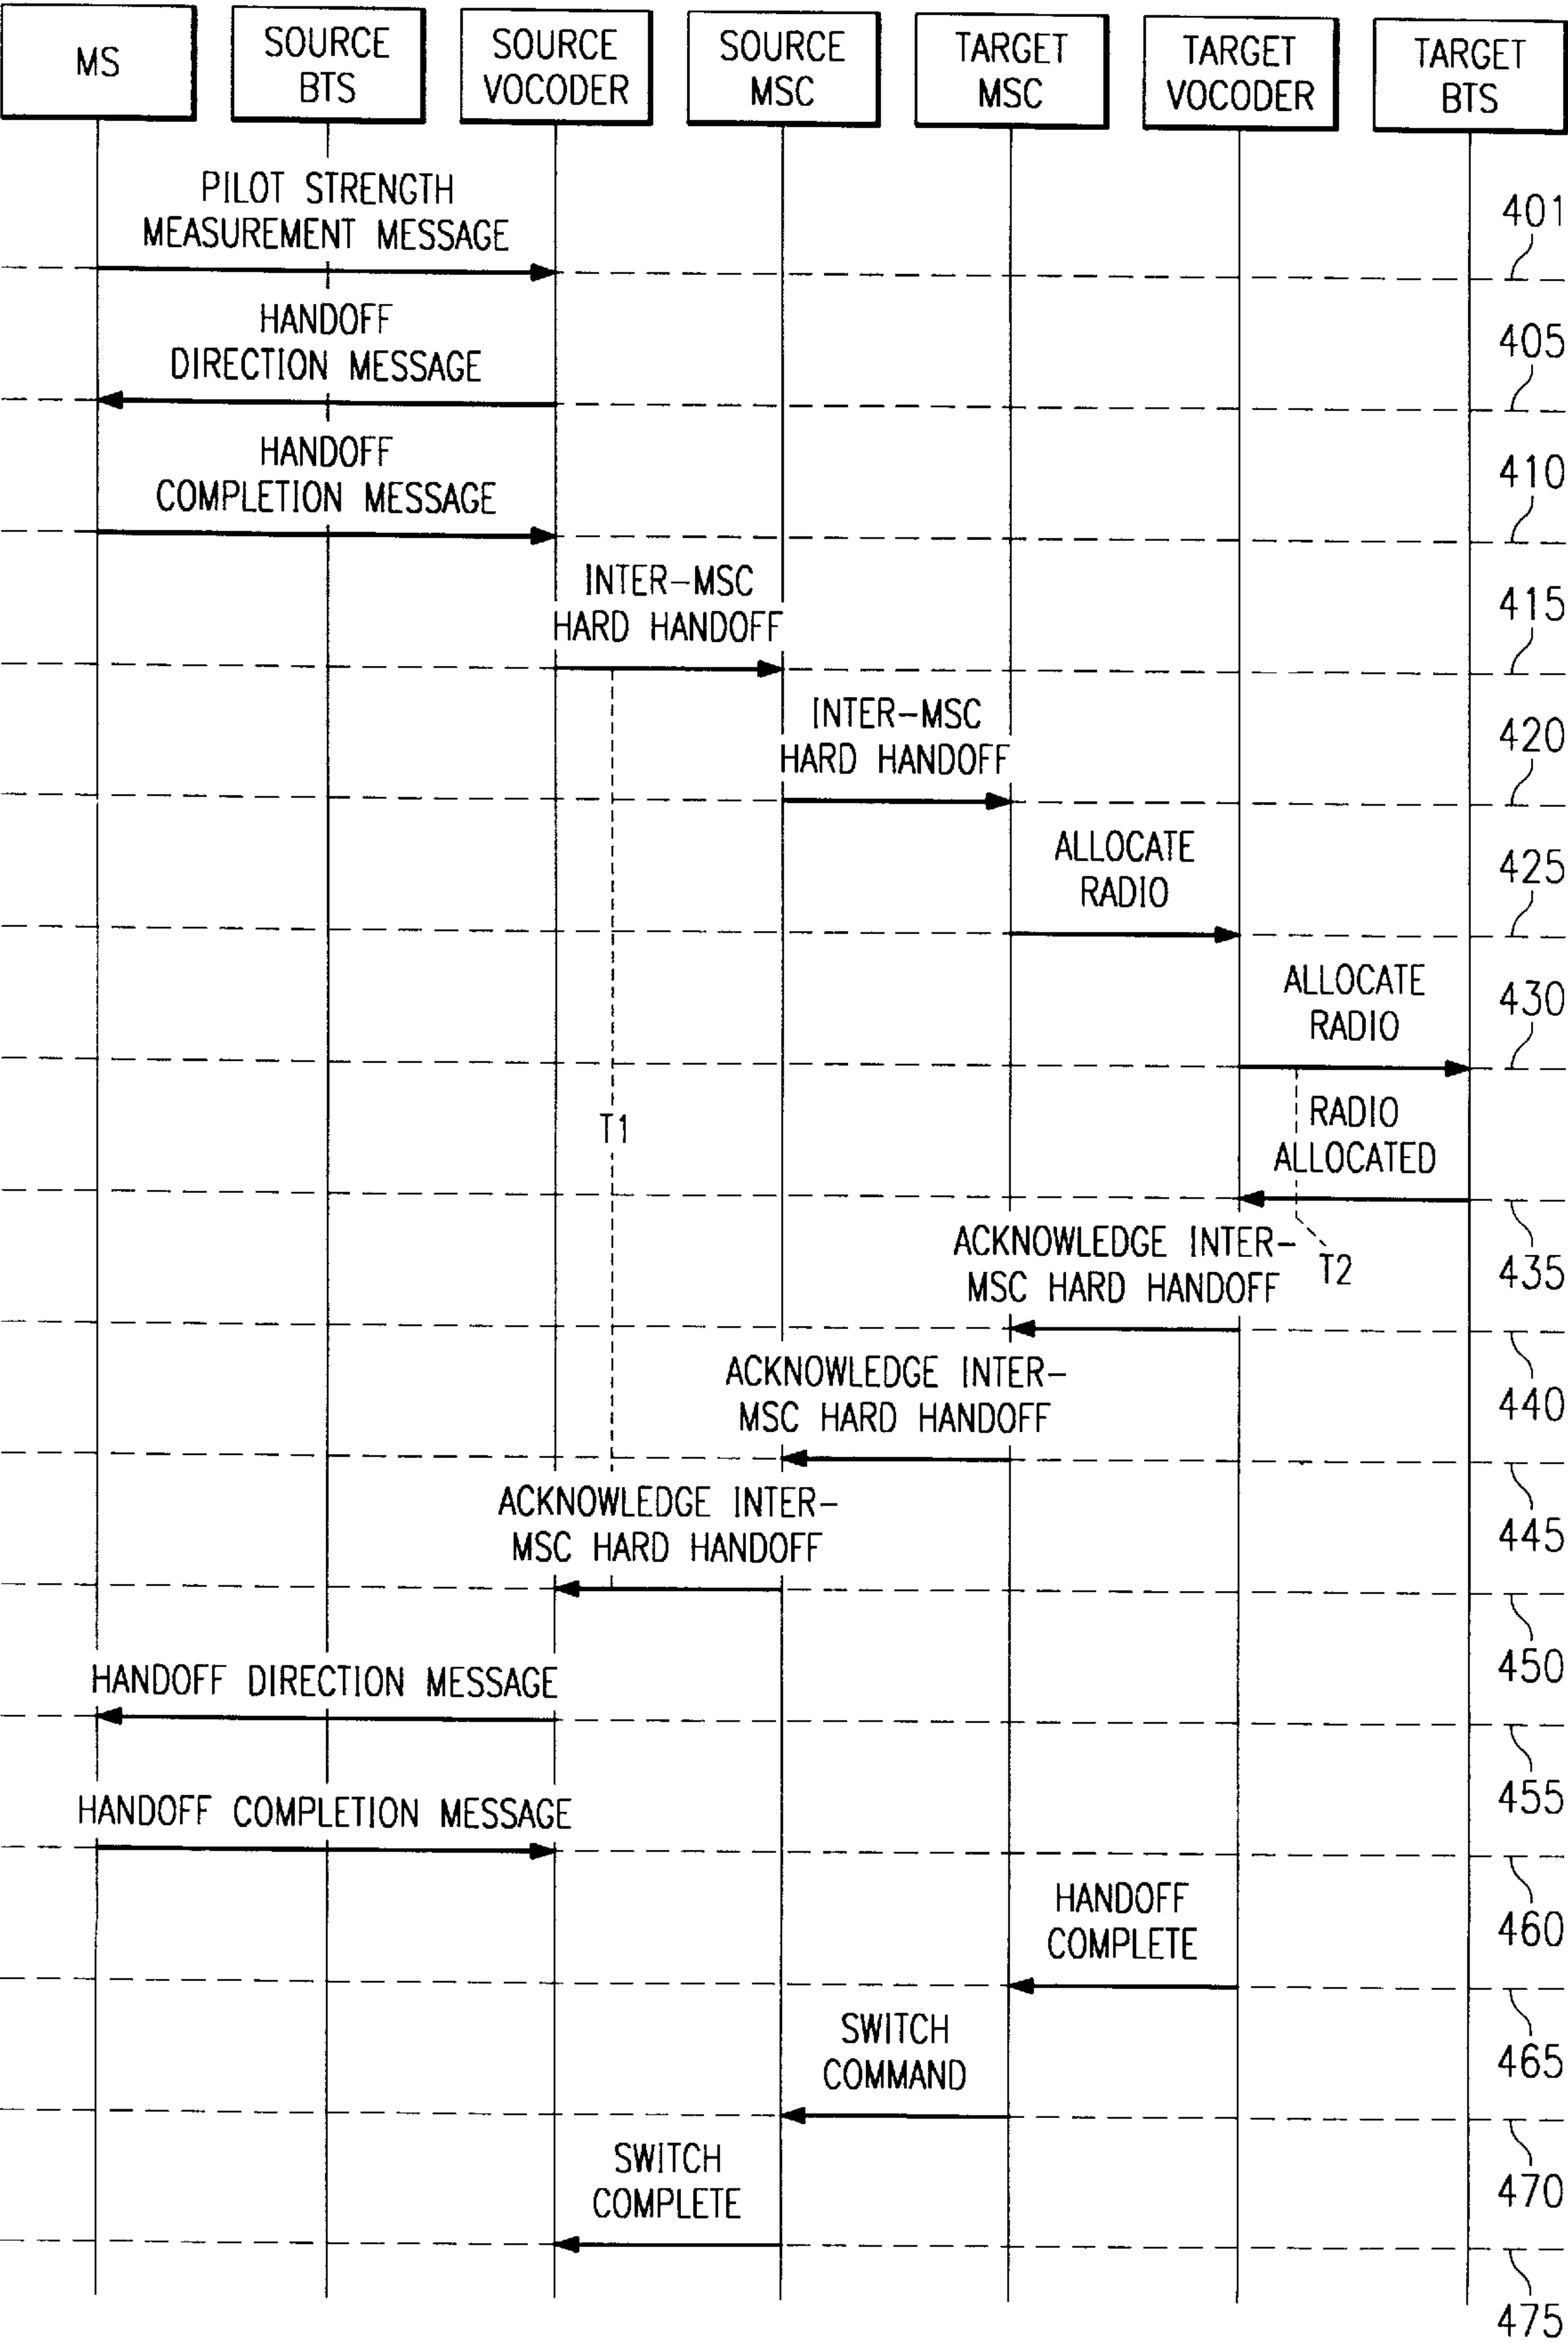 MS
SOURCE
BTS
SOURCE
VOCODER
SOURCE
MSC
TARGET
MSC
TARGET
VOCODER
TARGET
BTS
PILOT STRENGTH
MEASUREMENT MESSAGE
401
HANDOFF
DIRECTION MESSAGE
405
HANDOFF
COMPLETION MESSAGE
410
INTER-MSC
HARD HANDOFF
415
INTER-MSC
HARD HANDOFF
420
ALLOCATE
RADIO
425
ALLOCATE
RADIO
430
T1
RADIO
ALLOCATED
435
T2
ACKNOWLEDGE INTER-
MSC HARD HANDOFF
440
ACKNOWLEDGE INTER-
MSC HARD HANDOFF
445
ACKNOWLEDGE INTER-
MSC HARD HANDOFF
450
HANDOFF DIRECTION MESSAGE
455
HANDOFF COMPLETION MESSAGE
460
HANDOFF
COMPLETE
465
SWITCH
COMMAND
470
SWITCH
COMPLETE
475